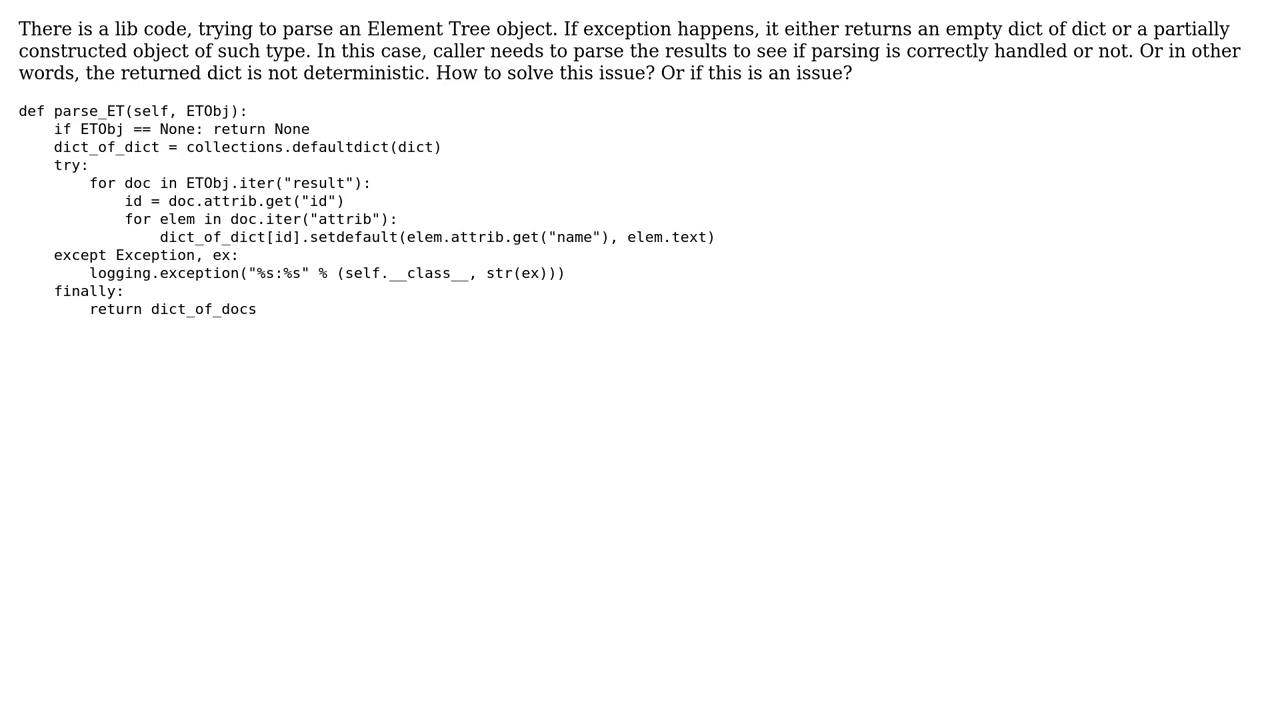 There is a lib code, trying to parse an Element Tree object. If exception happens, it either returns an empty dict of dict or a partially
constructed object of such type. In this case, caller needs to parse the results to see if parsing is correctly handled or not. Or in other
words, the returned dict is not deterministic. How to solve this issue? Or if this is an issue?
def parse_ET(self, ETObj):
    if ETObj == None: return None
    dict_of_dict = collections.defaultdict(dict)
    try:
        for doc in ETObj.iter("result"):
            id = doc.attrib.get("id")
            for elem in doc.iter("attrib"):
                dict_of_dict[id].setdefault(elem.attrib.get("name"), elem.text)
    except Exception, ex:
        logging.exception("%s:%s" % (self.__class__, str(ex)))
    finally:
        return dict_of_docs